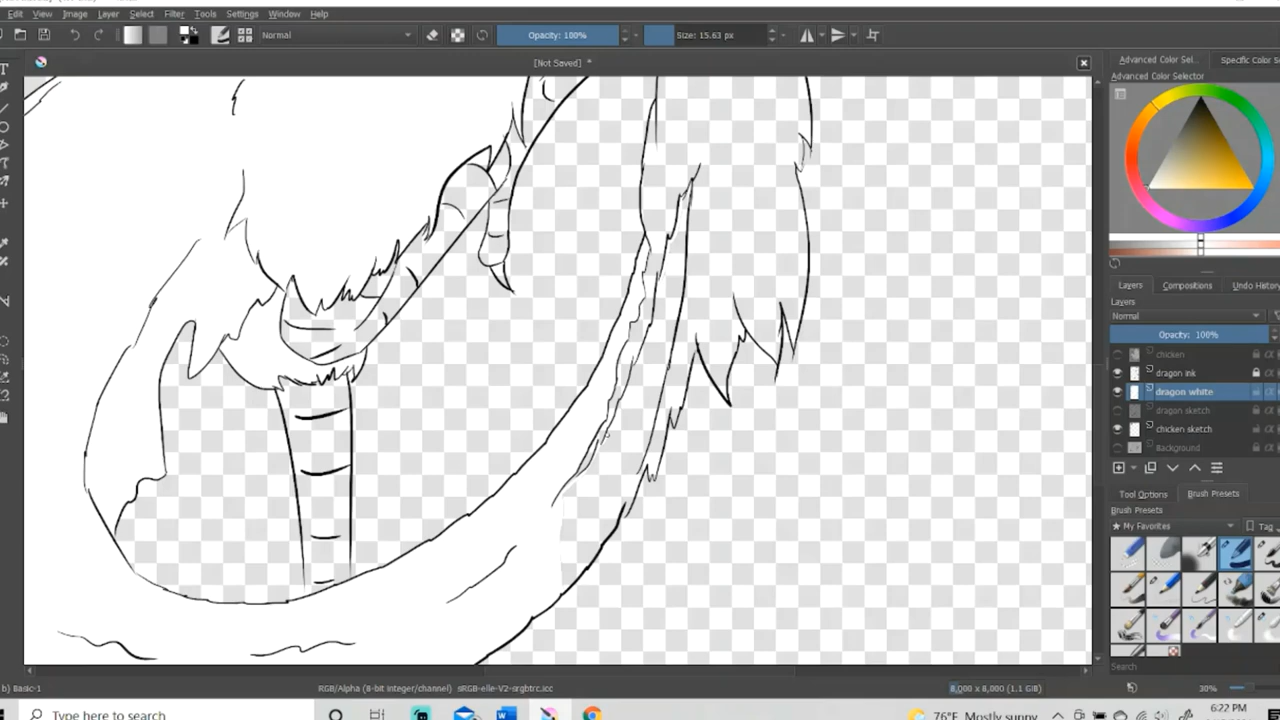 Edit View Image Layer Select Filter Tools Settings Window Help
Normal Opacity: 100% Size: 15.63 px
[Not Saved] *
Advanced Color Sel... Specific Color Se
Advanced Color Selector
Layers Compositions Undo History
Layers
Normal
Opacity: 100%
chicken
dragon ink
dragon white
dragon sketch
chicken sketch
Background
Tool Options Brush Presets
Brush Presets
★ My Favorites Tag
Search
b) Basic-1 RGB/Alpha (8-bit integer/channel) sRGB-elle-V2-srgbtrc.icc 8,000 x 8,000 (1.1 GiB) 30%
Type here to search 76°F Mostly sunny 6:22 PM